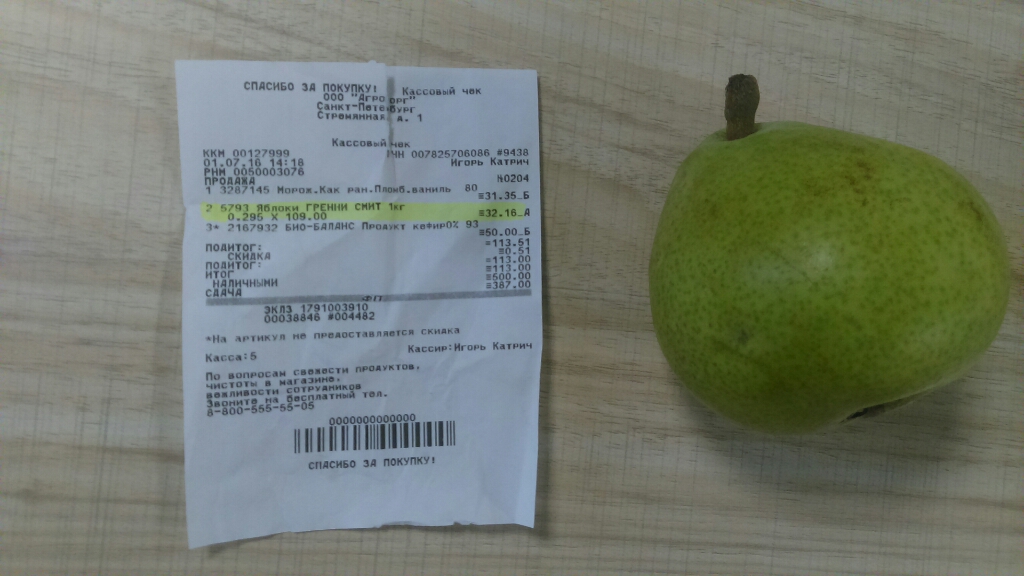 СПАСИБО ЗА ПОКУПКУ! Кассовый чек
ООО "Агроторг"
Санкт-Петербург
Стремянная д. 1
Кассовый чек
ККМ 00127999 ИНН 007825706086 #9438
01.07.16 14:18 Игорь Катрич
РНМ 0050003076
ПРОДАЖА №0204
1 3287145 Морож.Как ран.Пломб.ваниль 80
≡31.35_Б
2 5793 Яблоки ГРЕННИ СМИТ 1кг
0.295 X 109.00 ≡32.16_А
3* 2167932 БИО-БАЛАНС Продукт кефир0% 93
≡50.00_Б
ПОДИТОГ: ≡113.51
СКИДКА ≡0.51
ПОДИТОГ: ≡113.00
ИТОГ ≡113.00
НАЛИЧНЫМИ ≡500.00
СДАЧА ≡387.00
ФП
ЭКЛЗ 1791003910
00038846 #004482
*На артикул не предоставляется скидка
Касса:5 Кассир:Игорь Катрич
По вопросам свежести продуктов,
чистоты в магазине,
вежливости сотрудников
Звоните на бесплатный тел.
8-800-555-55-05
0000000000000
СПАСИБО ЗА ПОКУПКУ!